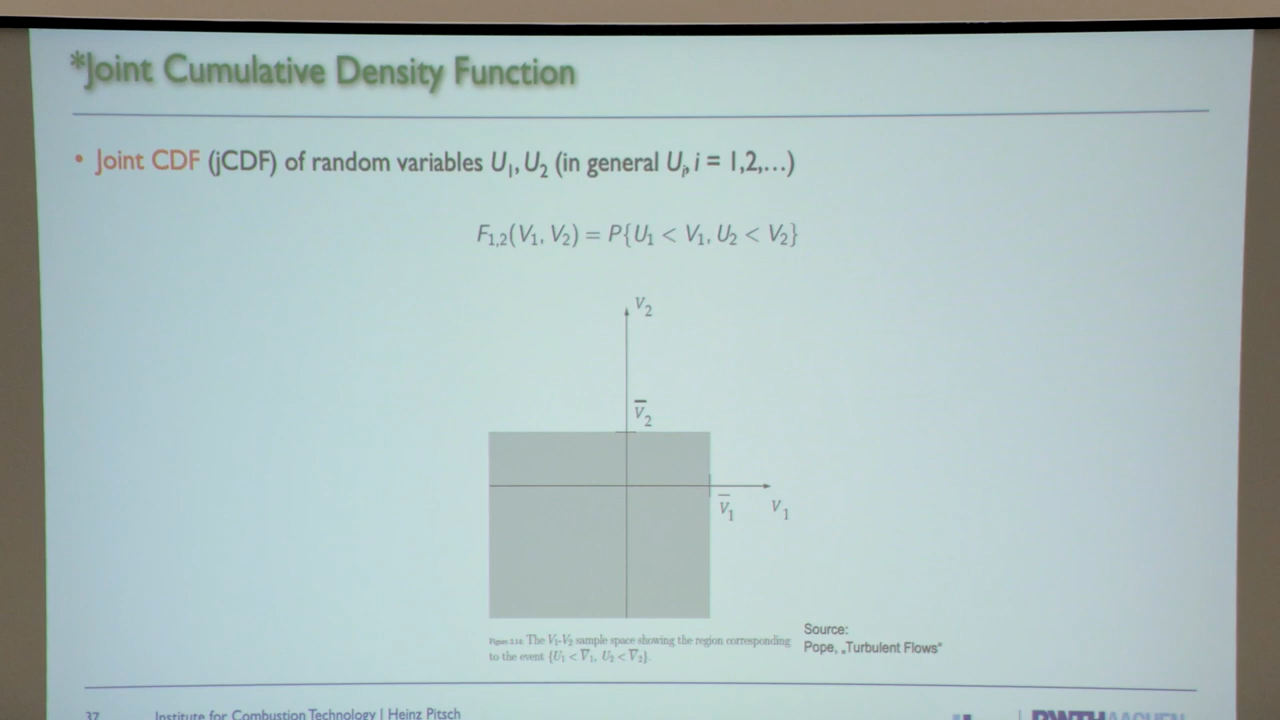 *Joint Cumulative Density Function
• Joint CDF (jCDF) of random variables U₁, U₂ (in general Uᵢ, i = 1,2,…)
F₁,₂(V₁, V₂) = P{U₁ < V₁, U₂ < V₂}
V₂
V̅₂
V̅₁
V₁
The V₁-V₂ sample space showing the region corresponding
to the event {U₁ < V̅₁, U₂ < V̅₂}.
Source:
Pope, „Turbulent Flows“
37 Institute for Combustion Technology | Heinz Pitsch
RWTHAACHEN